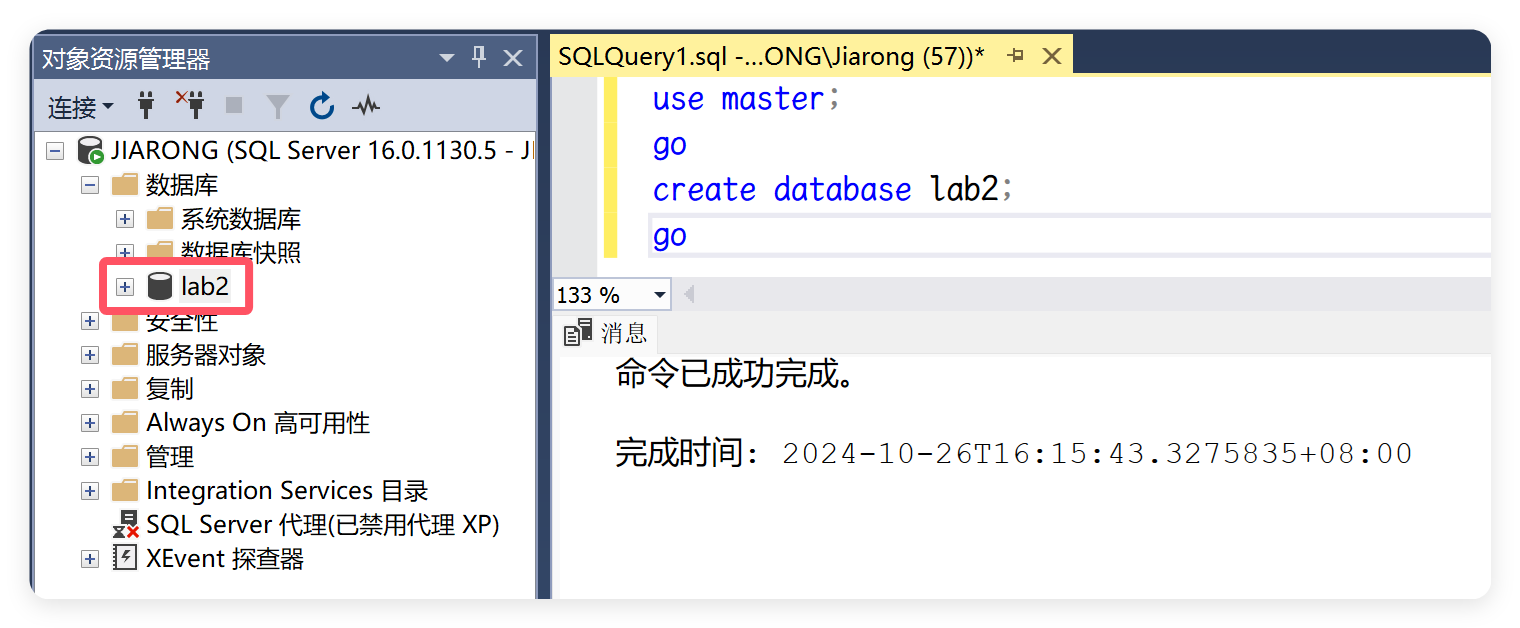 对象资源管理器
连接
JIARONG (SQL Server 16.0.1130.5 - JI
数据库
系统数据库
数据库快照
lab2
安全性
服务器对象
复制
Always On 高可用性
管理
Integration Services 目录
SQL Server 代理(已禁用代理 XP)
XEvent 探查器
SQLQuery1.sql -...ONG\Jiarong (57))*
use master;
go
create database lab2;
go
133 %
消息
命令已成功完成。
完成时间: 2024-10-26T16:15:43.3275835+08:00